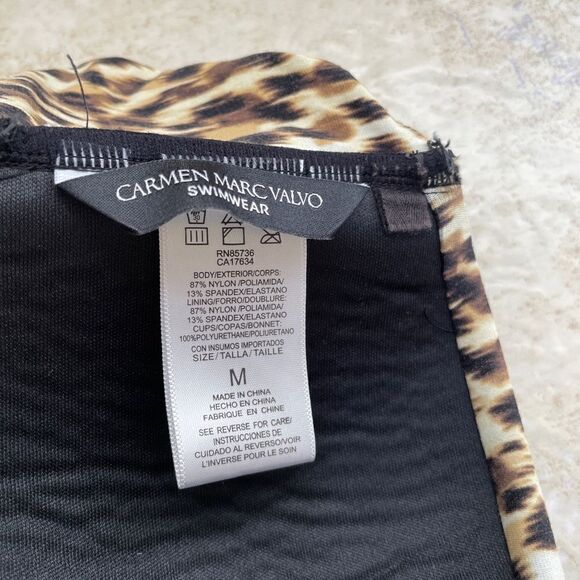 CARMEN MARC VALVO
SWIMWEAR
RN85736
CA17634
BODY/EXTERIOR/CORPS:
87% NYLON /POLIAMIDA/
13% SPANDEX/ELASTANO
LINING/FORRO/DOUBLURE:
87% NYLON /POLIAMIDA/
13% SPANDEX/ELASTANO
CUPS/COPAS/BONNET:
100%POLYURETHANE/POLIURETANO
CON INSUMOS IMPORTADOS
SIZE / TALLA / TAILLE
M
MADE IN CHINA
HECHO EN CHINA
FABRIQUE EN CHINE
SEE REVERSE FOR CARE/
INSTRUCCIONES DE
CUIDADO AL REVERSO/VOIR
L'INVERSE POUR LE SOIN